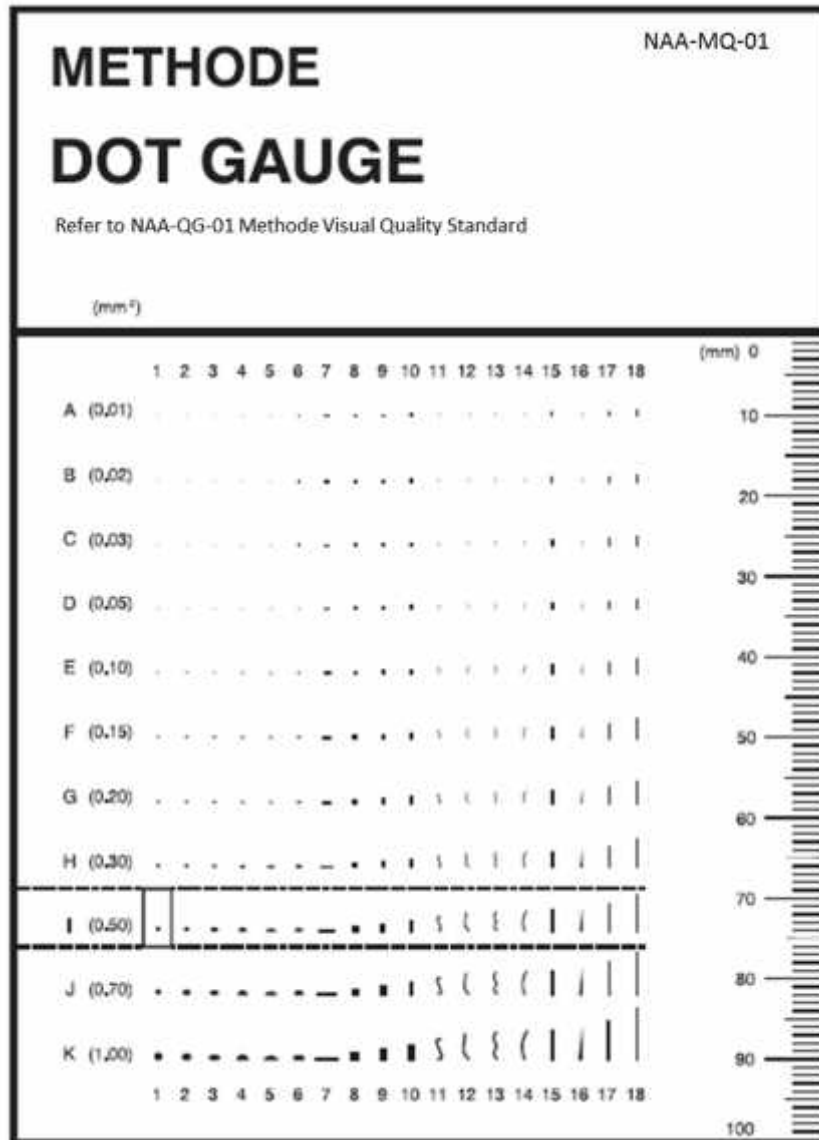 NAA-MQ-01
METHODE
DOT GAUGE
Refer to NAA-QG-01 Methode Visual Quality Standard
(mm²)
(mm) 0
1 2 3 4 5 6 7 8 9 10 11 12 13 14 15 16 17 18
A (0.01)
10
B (0.02)
20
C (0.03)
30
D (0.05)
E (0.10)
40
F (0.15)
50
G (0.20)
60
H (0.30)
70
I (0.50)
J (0.70)
80
K (1.00)
90
1 2 3 4 5 6 7 8 9 10 11 12 13 14 15 16 17 18
100